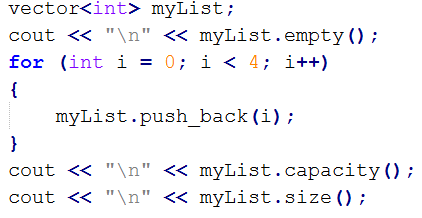 vector<int> myList;
cout << "\n" << myList.empty();
for (int i = 0; i < 4; i++)
{
    myList.push_back(i);
}
cout << "\n" << myList.capacity();
cout << "\n" << myList.size();